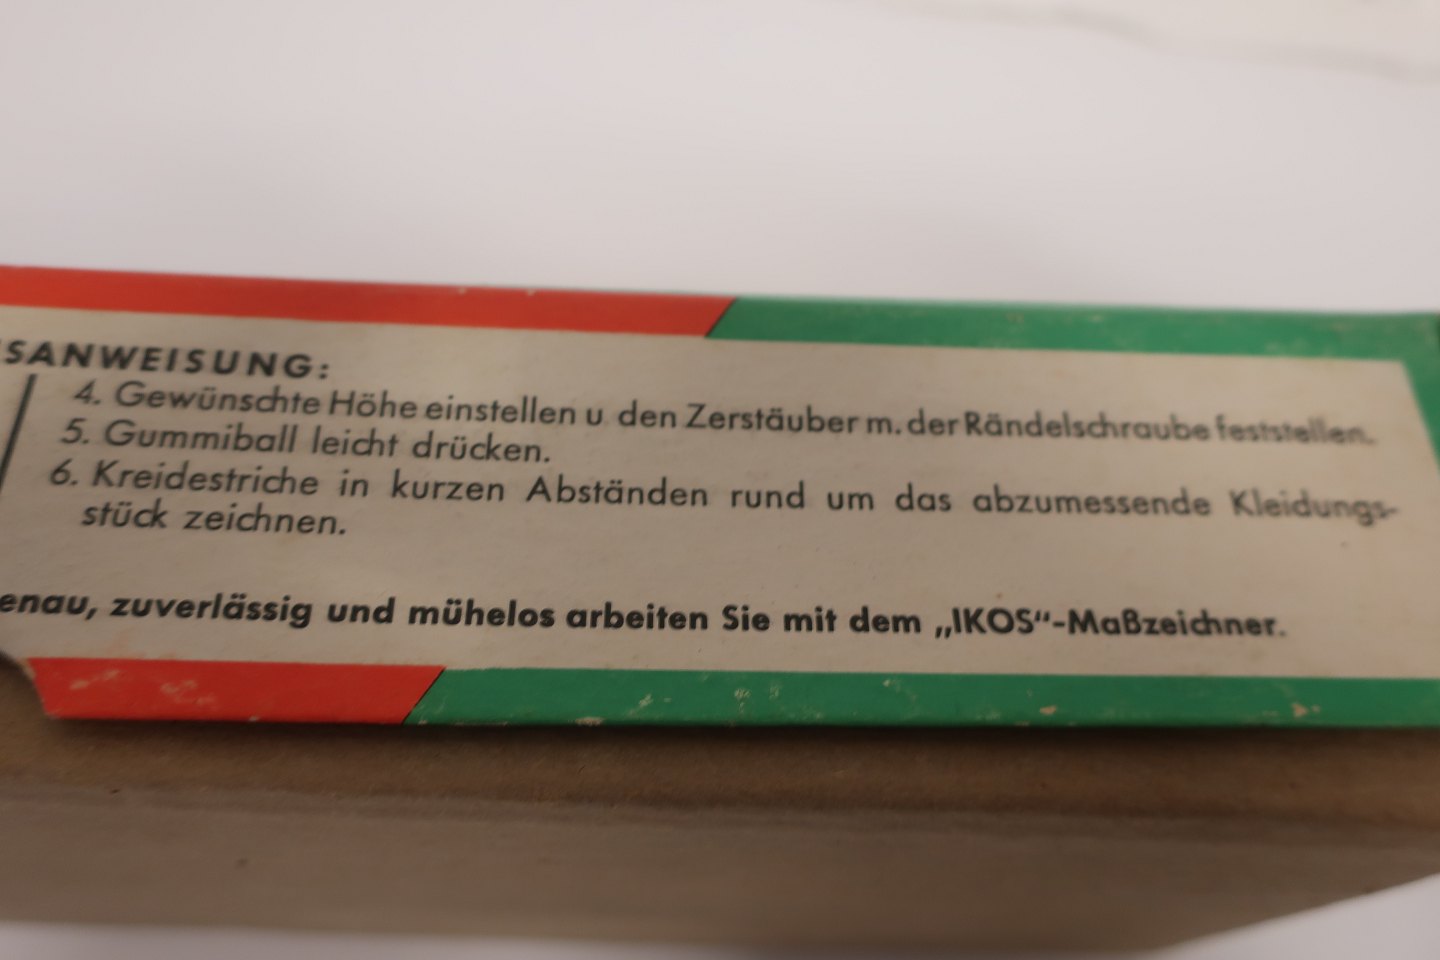 SANWEISUNG:
4. Gewünschte Höhe einstellen u den Zerstäuber m. der Rändelschraube feststellen.
5. Gummiball leicht drücken.
6. Kreidestriche in kurzen Abständen rund um das abzumessende Kleidungs-
stück zeichnen.
enau, zuverlässig und mühelos arbeiten Sie mit dem „IKOS“-Maßzeichner.